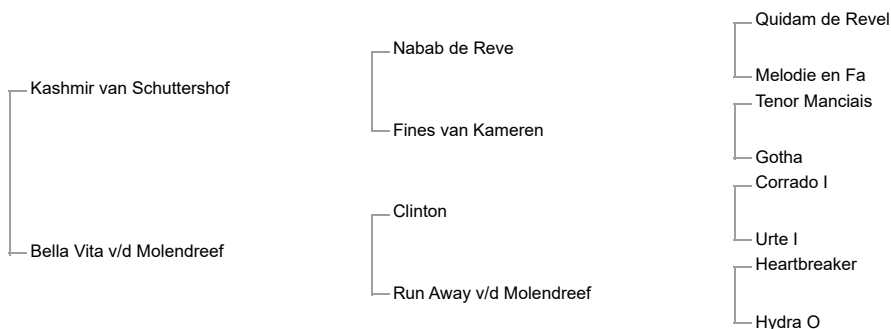 Quidam de Revel
Nabab de Reve
Melodie en Fa
Kashmir van Schuttershof
Tenor Manciais
Fines van Kameren
Gotha
Corrado I
Clinton
Urte I
Bella Vita v/d Molendreef
Heartbreaker
Run Away v/d Molendreef
Hydra O